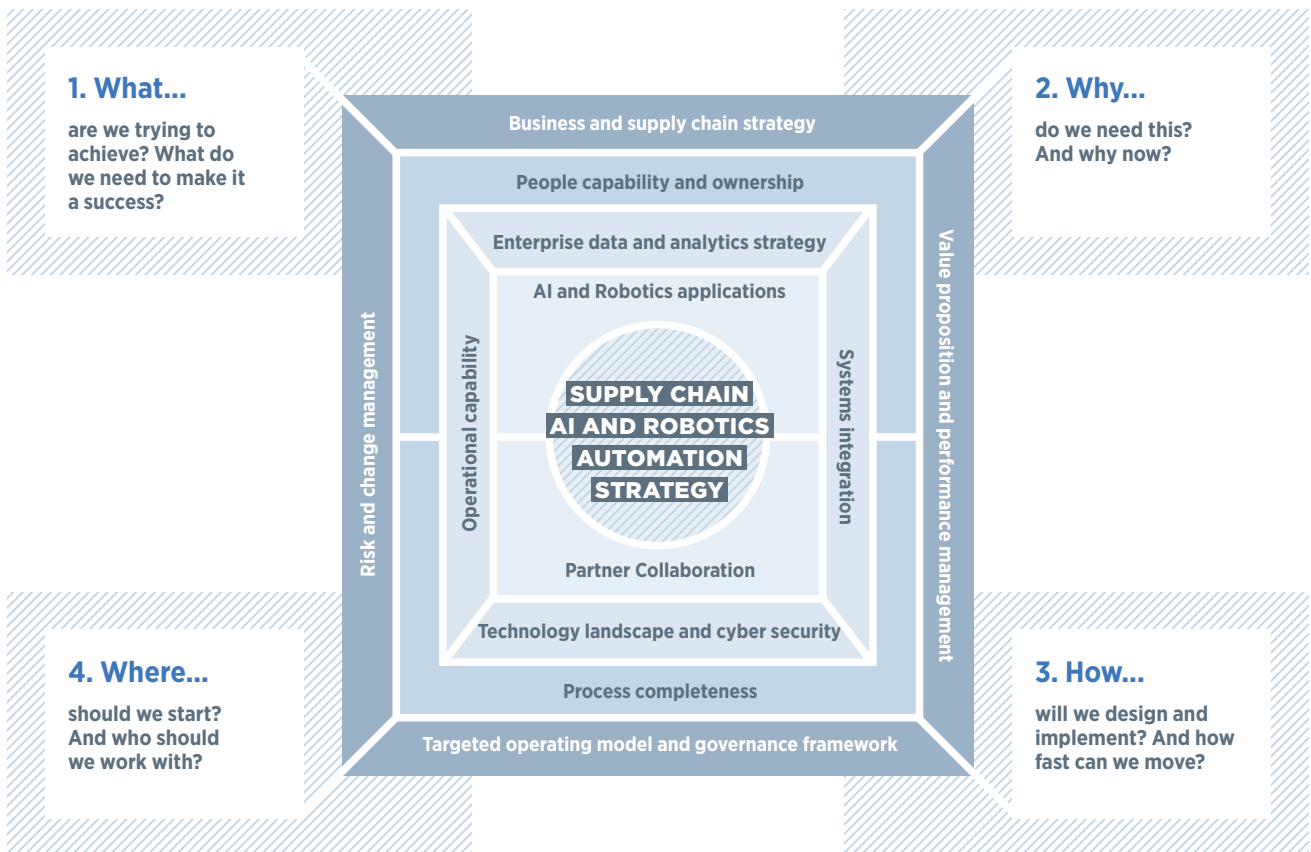 1. What...
are we trying to
achieve? What do
we need to make it
a success?
2. Why...
do we need this?
And why now?
Business and supply chain strategy
People capability and ownership
Enterprise data and analytics strategy
AI and Robotics applications
Risk and change management
Operational capability
SUPPLY CHAIN
AI AND ROBOTICS
AUTOMATION
STRATEGY
Systems integration
Value proposition and performance management
Partner Collaboration
Technology landscape and cyber security
Process completeness
Targeted operating model and governance framework
4. Where...
should we start?
And who should
we work with?
3. How...
will we design and
implement? And how
fast can we move?